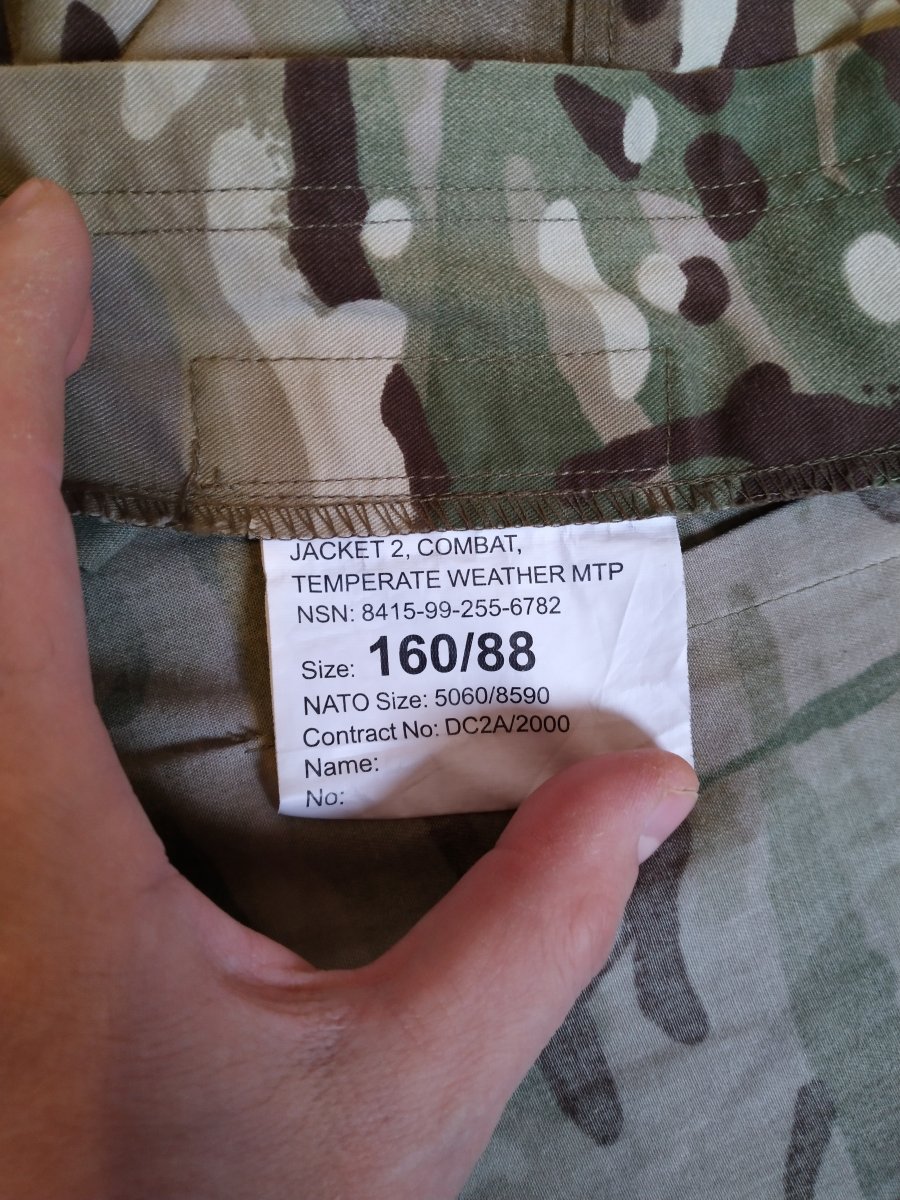 JACKET 2, COMBAT,
TEMPERATE WEATHER MTP
NSN: 8415-99-255-6782
Size: 160/88
NATO Size: 5060/8590
Contract No: DC2A/2000
Name:
No: